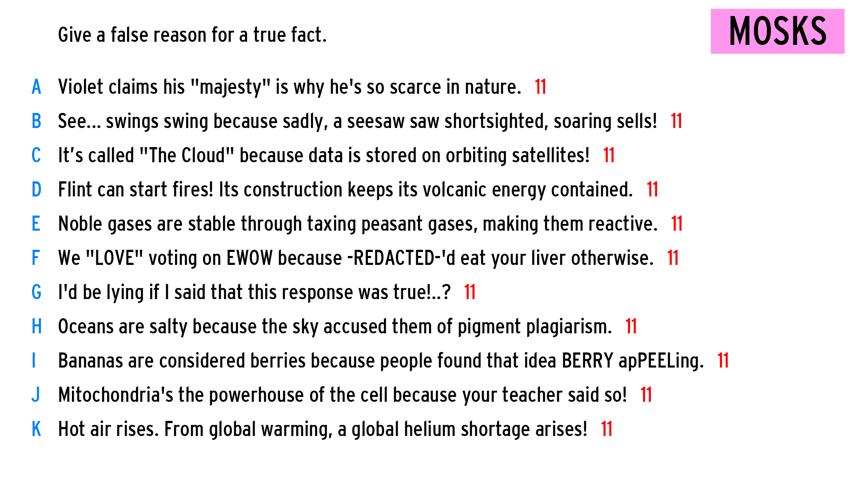 Give a false reason for a true fact.
MOSKS
A Violet claims his "majesty" is why he's so scarce in nature. 11
B See... swings swing because sadly, a seesaw saw shortsighted, soaring sells! 11
C It’s called "The Cloud" because data is stored on orbiting satellites! 11
D Flint can start fires! Its construction keeps its volcanic energy contained. 11
E Noble gases are stable through taxing peasant gases, making them reactive. 11
F We "LOVE" voting on EWOW because -REDACTED-'d eat your liver otherwise. 11
G I'd be lying if I said that this response was true!..? 11
H Oceans are salty because the sky accused them of pigment plagiarism. 11
I Bananas are considered berries because people found that idea BERRY apPEELing. 11
J Mitochondria's the powerhouse of the cell because your teacher said so! 11
K Hot air rises. From global warming, a global helium shortage arises! 11